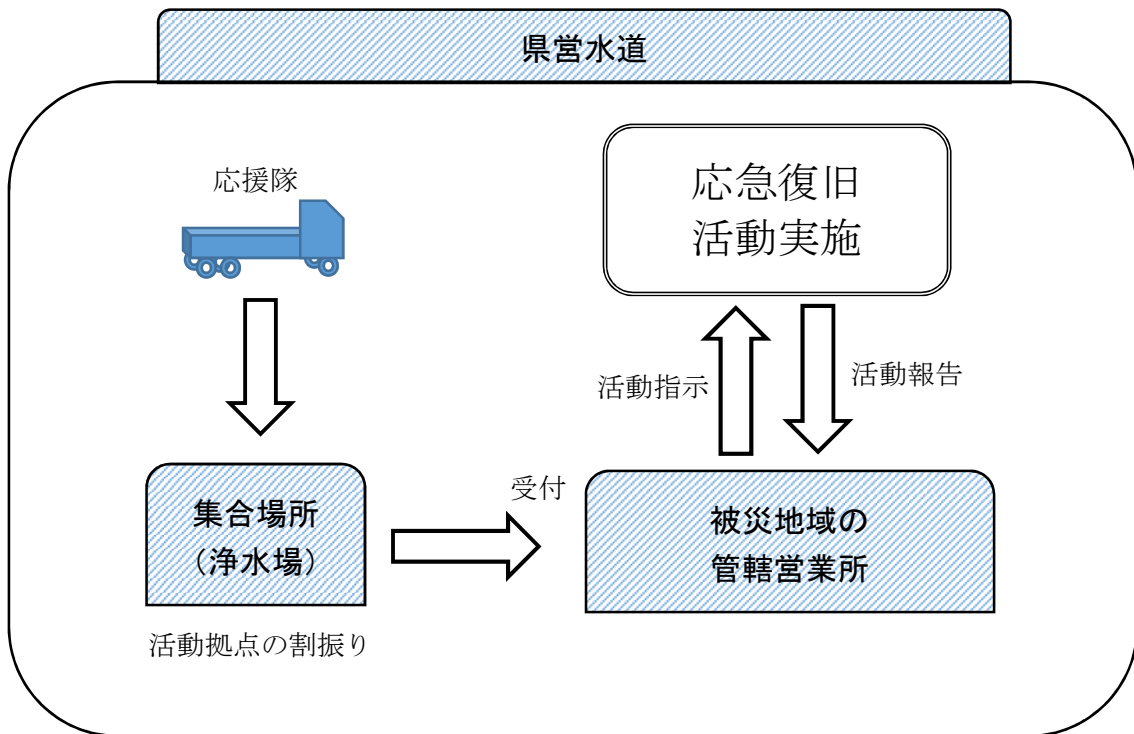 県営水道
応援隊
応急復旧
活動実施
活動指示
活動報告
集合場所
（浄水場）
受付
被災地域の
管轄営業所
活動拠点の割振り